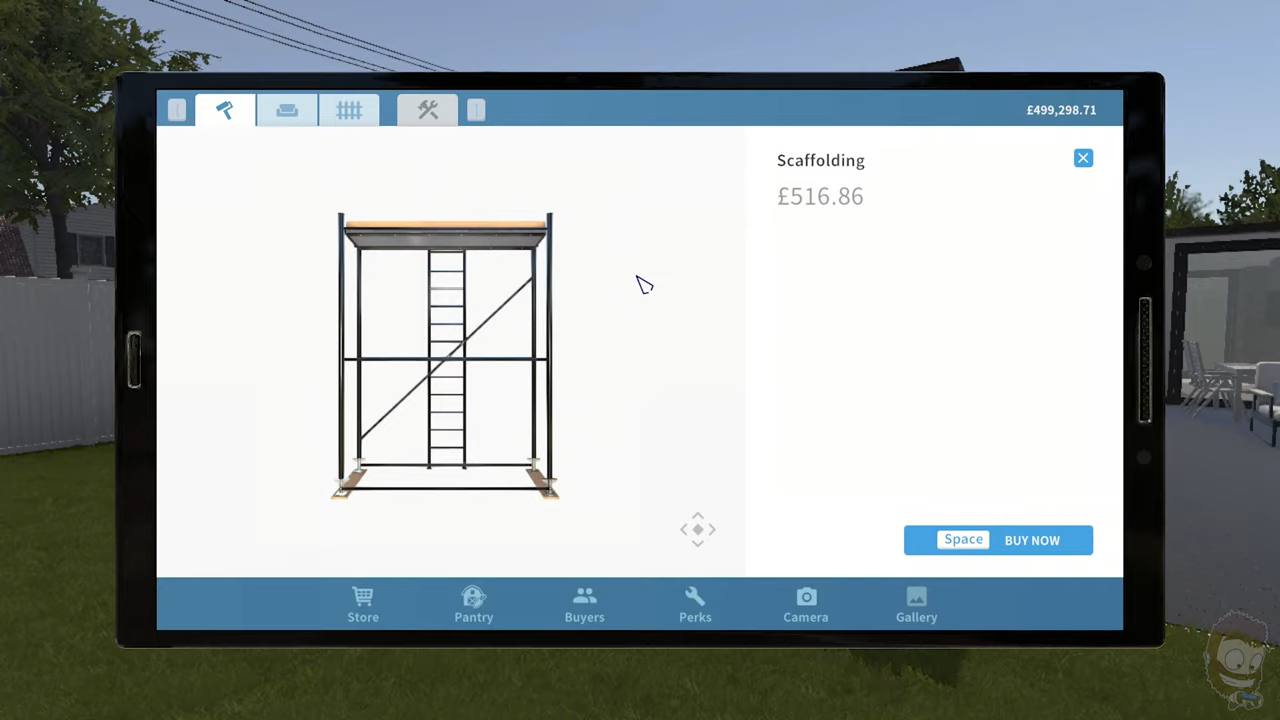 £499,298.71
Scaffolding
£516.86
Space BUY NOW
Store
Pantry
Buyers
Perks
Camera
Gallery